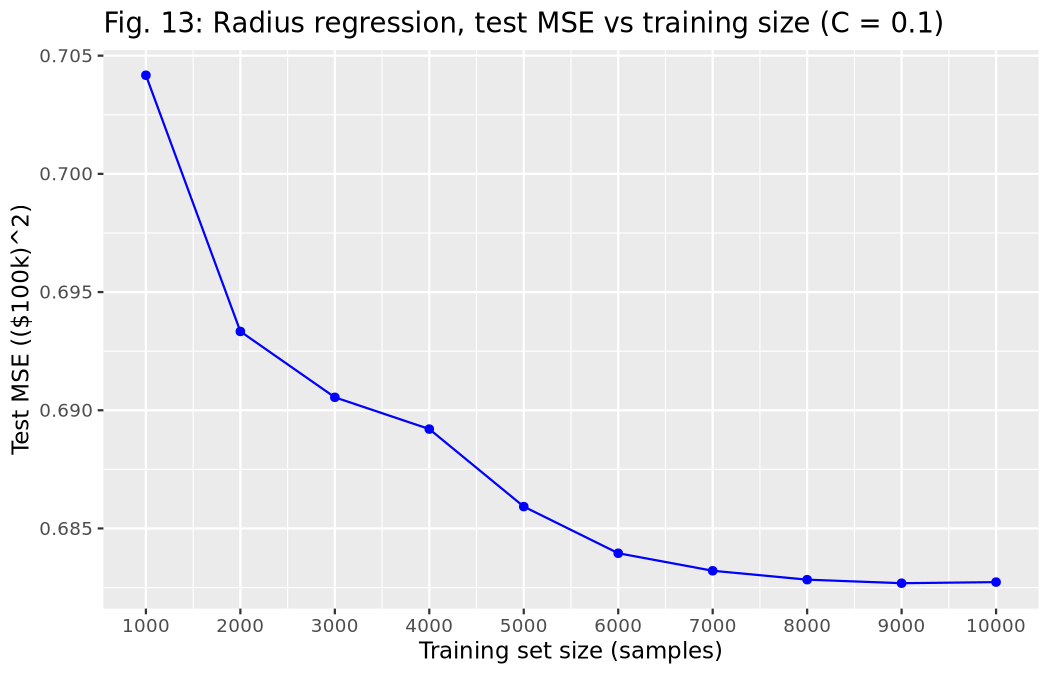 Fig. 13: Radius regression, test MSE vs training size (C = 0.1)
Test MSE (($100k)^2)
0.705
0.700
0.695
0.690
0.685
1000 2000 3000 4000 5000 6000 7000 8000 9000 10000
Training set size (samples)